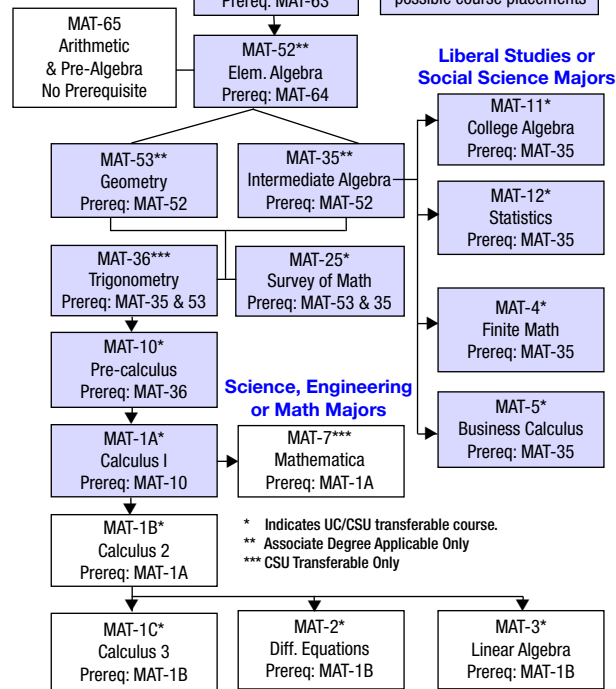 Prereq: MAT-63
possible course placements
MAT-65
Arithmetic
& Pre-Algebra
No Prerequisite
MAT-52**
Elem. Algebra
Prereq: MAT-64
Liberal Studies or
Social Science Majors
MAT-11*
College Algebra
Prereq: MAT-35
MAT-53**
Geometry
Prereq: MAT-52
MAT-35**
Intermediate Algebra
Prereq: MAT-52
MAT-12*
Statistics
Prereq: MAT-35
MAT-36***
Trigonometry
Prereq: MAT-35 & 53
MAT-25*
Survey of Math
Prereq: MAT-53 & 35
MAT-4*
Finite Math
Prereq: MAT-35
MAT-10*
Pre-calculus
Prereq: MAT-36
Science, Engineering
or Math Majors
MAT-5*
Business Calculus
Prereq: MAT-35
MAT-1A*
Calculus I
Prereq: MAT-10
MAT-7***
Mathematica
Prereq: MAT-1A
MAT-1B*
Calculus 2
Prereq: MAT-1A
* Indicates UC/CSU transferable course.
** Associate Degree Applicable Only
*** CSU Transferable Only
MAT-1C*
Calculus 3
Prereq: MAT-1B
MAT-2*
Diff. Equations
Prereq: MAT-1B
MAT-3*
Linear Algebra
Prereq: MAT-1B